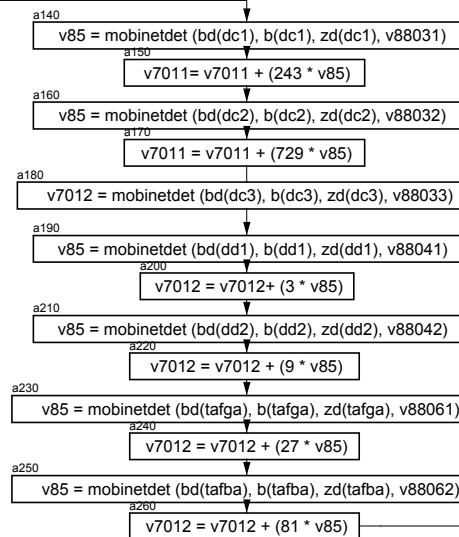 a140
v85 = mobinetdet (bd(dc1), b(dc1), zd(dc1), v88031)
a150
v7011= v7011 + (243 * v85)
a160
v85 = mobinetdet (bd(dc2), b(dc2), zd(dc2), v88032)
a170
v7011 = v7011 + (729 * v85)
a180
v7012 = mobinetdet (bd(dc3), b(dc3), zd(dc3), v88033)
a190
v85 = mobinetdet (bd(dd1), b(dd1), zd(dd1), v88041)
a200
v7012 = v7012+ (3 * v85)
a210
v85 = mobinetdet (bd(dd2), b(dd2), zd(dd2), v88042)
a220
v7012 = v7012 + (9 * v85)
a230
v85 = mobinetdet (bd(tafga), b(tafga), zd(tafga), v88061)
a240
v7012 = v7012 + (27 * v85)
a250
v85 = mobinetdet (bd(tafba), b(tafba), zd(tafba), v88062)
a260
v7012 = v7012 + (81 * v85)